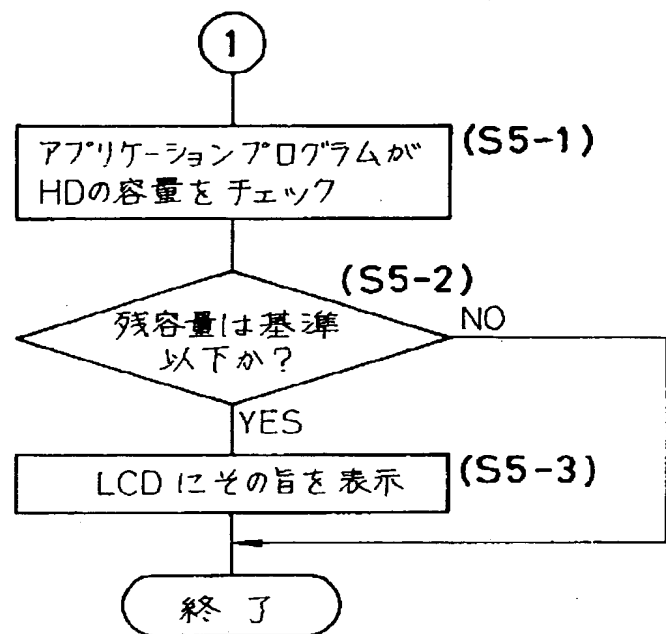 1
(S5-1)
アプリケーションプログラムが
HDの容量をチェック
(S5-2)
残容量は基準
以下か?
NO
YES
LCDにその旨を表示
(S5-3)
終了